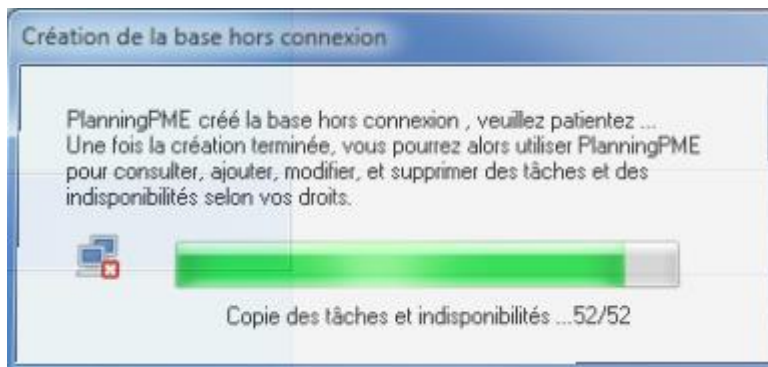 Création de la base hors connexion
PlanningPME créé la base hors connexion , veuillez patientez ...
Une fois la création terminée, vous pourrez alors utiliser PlanningPME
pour consulter, ajouter, modifier, et supprimer des tâches et des
indisponibilités selon vos droits.
Copie des tâches et indisponibilités ...52/52